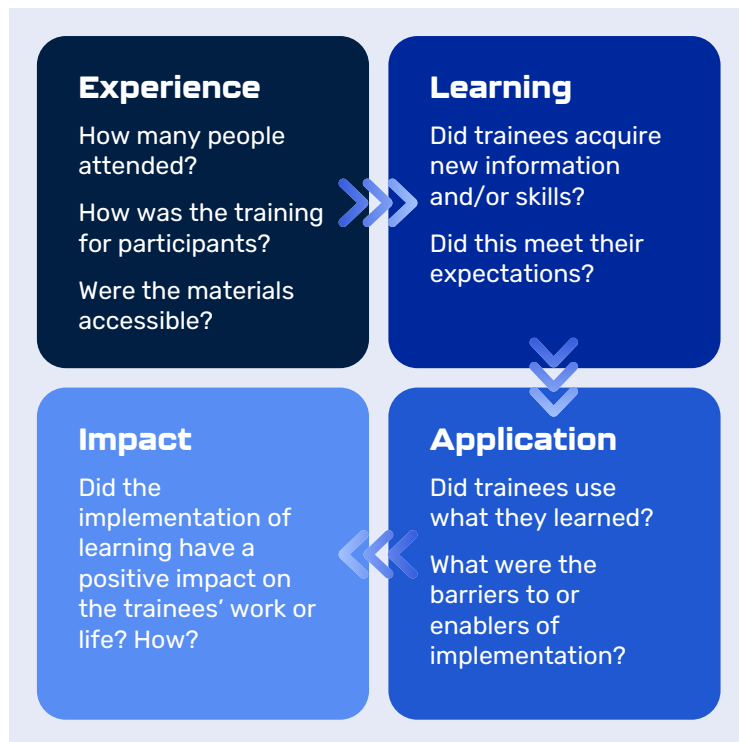 Experience
How many people
attended?
How was the training
for participants?
Were the materials
accessible?
Learning
Did trainees acquire
new information
and/or skills?
Did this meet their
expectations?
Application
Did trainees use
what they learned?
What were the
barriers to or
enablers of
implementation?
Impact
Did the
implementation of
learning have a
positive impact on
the trainees’ work or
life? How?